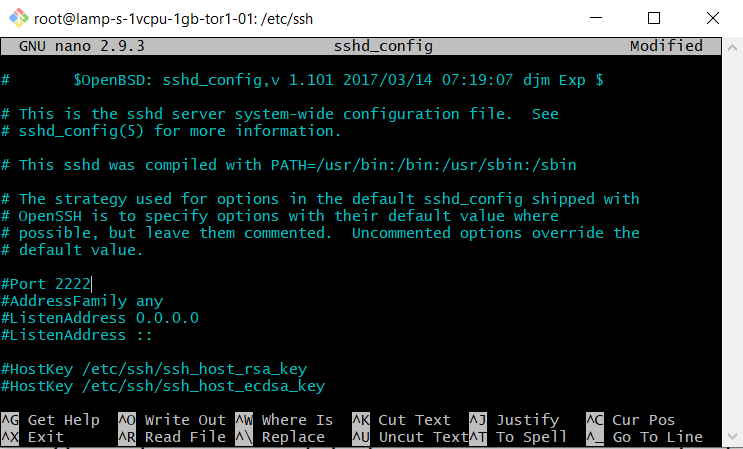 root@lamp-s-1vcpu-1gb-tor1-01: /etc/ssh
GNU nano 2.9.3 sshd_config Modified
# $OpenBSD: sshd_config,v 1.101 2017/03/14 07:19:07 djm Exp $
# This is the sshd server system-wide configuration file. See
# sshd_config(5) for more information.
# This sshd was compiled with PATH=/usr/bin:/bin:/usr/sbin:/sbin
# The strategy used for options in the default sshd_config shipped with
# OpenSSH is to specify options with their default value where
# possible, but leave them commented. Uncommented options override the
# default value.
#Port 2222
#AddressFamily any
#ListenAddress 0.0.0.0
#ListenAddress ::
#HostKey /etc/ssh/ssh_host_rsa_key
#HostKey /etc/ssh/ssh_host_ecdsa_key
^G Get Help ^O Write Out ^W Where Is ^K Cut Text ^J Justify ^C Cur Pos
^X Exit ^R Read File ^\ Replace ^U Uncut Text ^T To Spell ^_ Go To Line